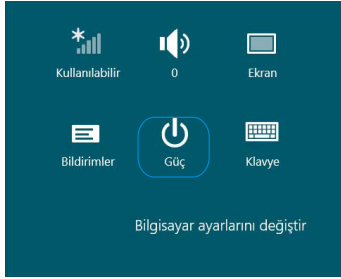 Kullanılabilir
0
Ekran
Bildirimler
Güç
Klavye
Bilgisayar ayarlarını değiştir